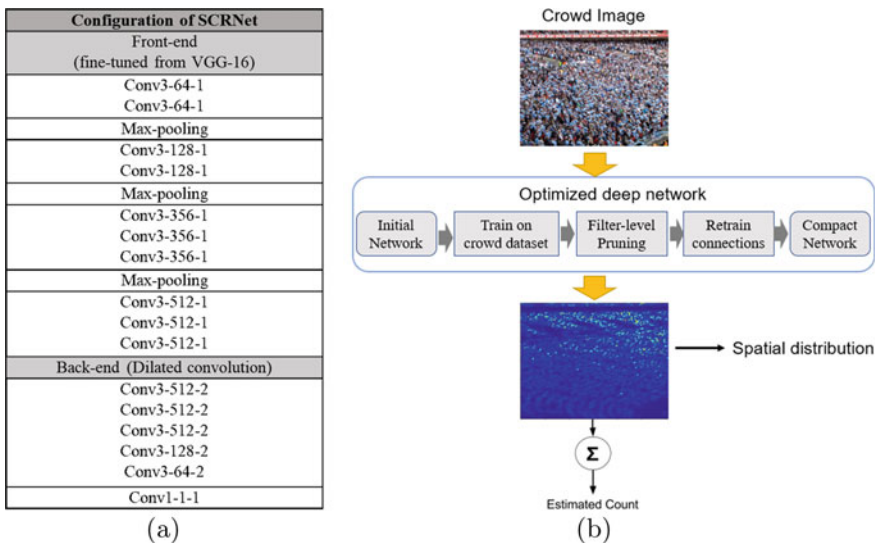 Configuration of SCRNet
Front-end
(fine-tuned from VGG-16)
Conv3-64-1
Conv3-64-1
Max-pooling
Conv3-128-1
Conv3-128-1
Max-pooling
Conv3-356-1
Conv3-356-1
Conv3-356-1
Max-pooling
Conv3-512-1
Conv3-512-1
Conv3-512-1
Back-end (Dilated convolution)
Conv3-512-2
Conv3-512-2
Conv3-512-2
Conv3-128-2
Conv3-64-2
Conv1-1-1
(a)
Crowd Image
Optimized deep network
Initial
Network
Train on
crowd dataset
Filter-level
Pruning
Retrain
connections
Compact
Network
Spatial distribution
Σ
Estimated Count
(b)